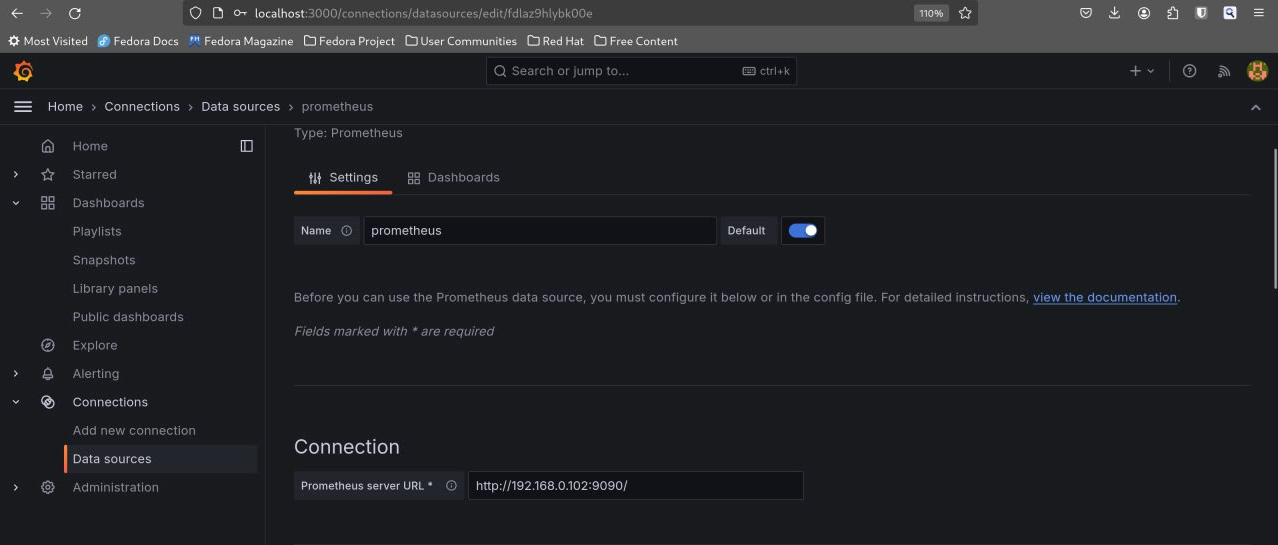 localhost:3000/connections/datasources/edit/fdlaz9hlybk00e 110%
Most Visited Fedora Docs Fedora Magazine Fedora Project User Communities Red Hat Free Content
Search or jump to... ctrl+k
Home › Connections › Data sources › prometheus
Home
Starred
Dashboards
Playlists
Snapshots
Library panels
Public dashboards
Explore
Alerting
Connections
Add new connection
Data sources
Administration
Type: Prometheus
Settings Dashboards
Name prometheus Default
Before you can use the Prometheus data source, you must configure it below or in the config file. For detailed instructions, view the documentation.
Fields marked with * are required
Connection
Prometheus server URL * http://192.168.0.102:9090/